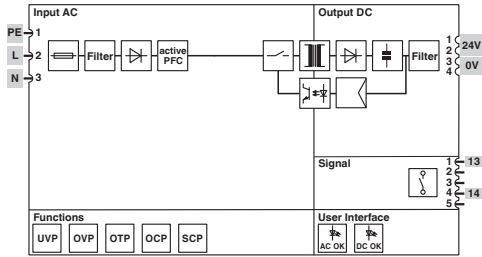 Input AC
Output DC
PE
1
L
2
N
3
Filter
active
PFC
Filter
1
2
3
4
24V
0V
Signal
1
2
3
4
5
13
14
Functions
UVP
OVP
OTP
OCP
SCP
User Interface
AC OK
DC OK